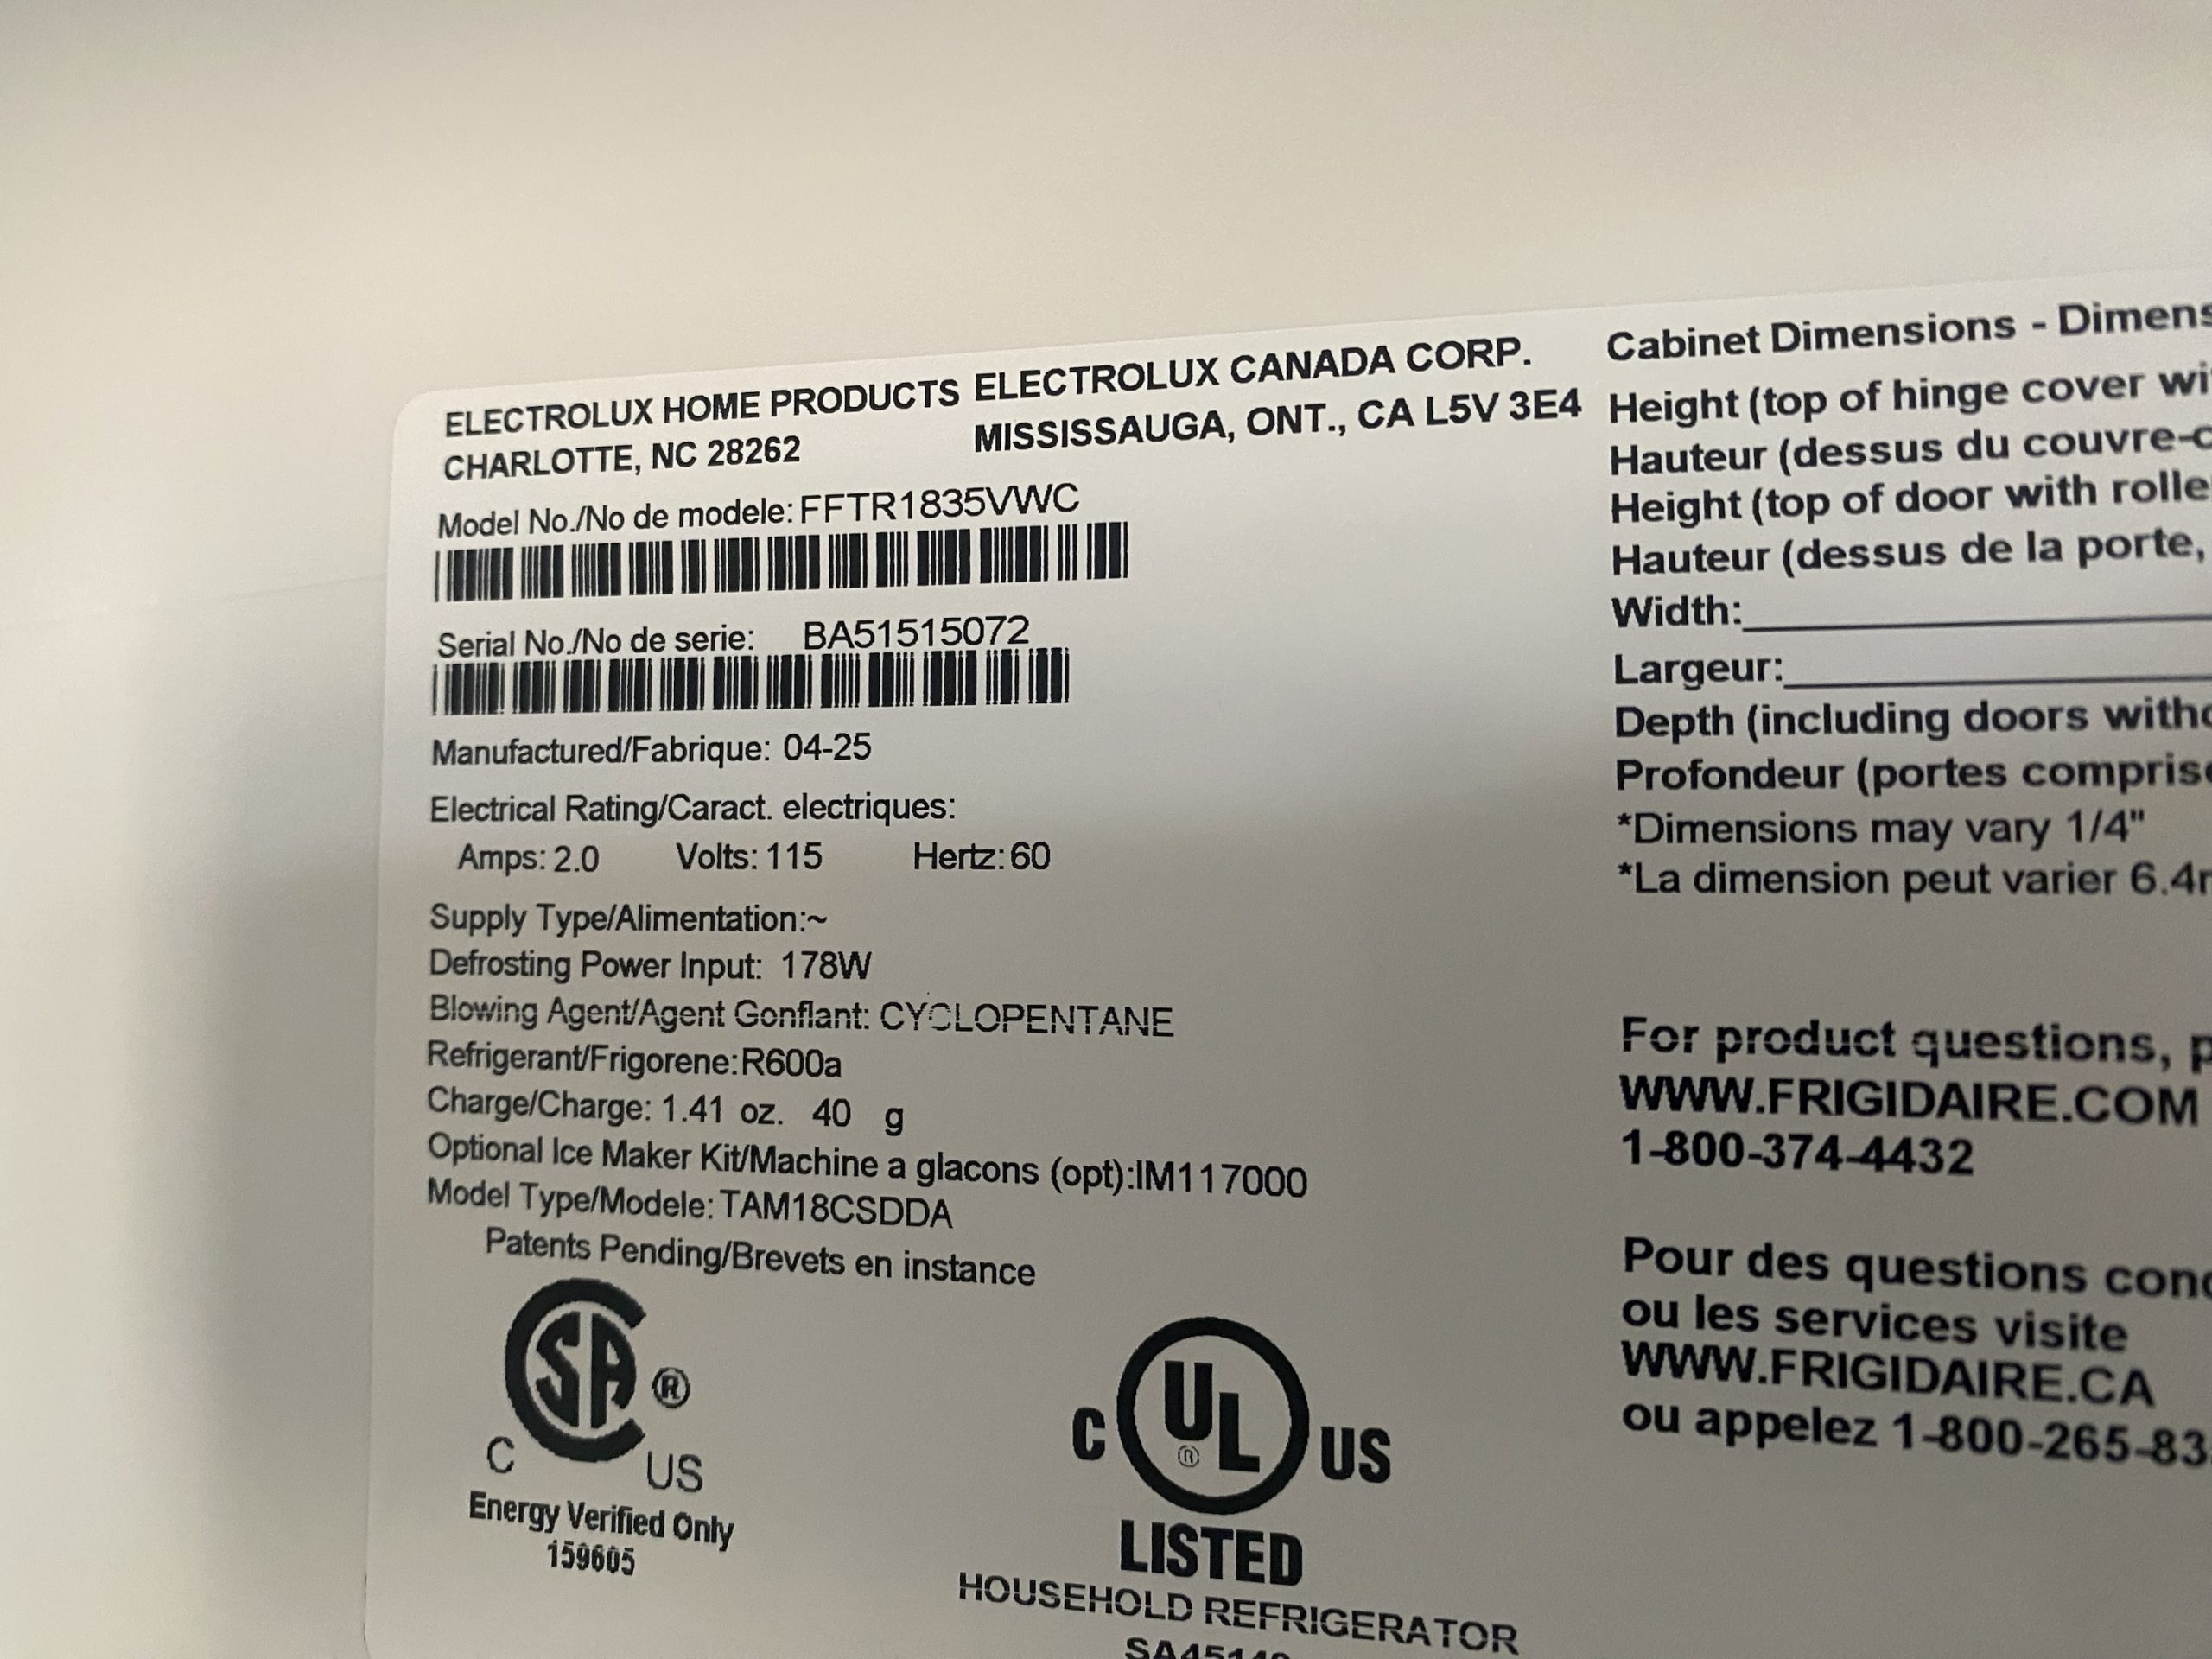 ELECTROLUX HOME PRODUCTS ELECTROLUX CANADA CORP.
CHARLOTTE, NC 28262 MISSISSAUGA, ONT., CA L5V 3E4
Model No./No de modele: FFTR1835VWC
Serial No./No de serie: BA51515072
Manufactured/Fabrique: 04-25
Electrical Rating/Caract. electriques:
Amps: 2.0 Volts: 115 Hertz: 60
Supply Type/Alimentation:~
Defrosting Power Input: 178W
Blowing Agent/Agent Gonflant: CYCLOPENTANE
Refrigerant/Frigorene: R600a
Charge/Charge: 1.41 oz. 40 g
Optional Ice Maker Kit/Machine a glacons (opt):IM117000
Model Type/Modele: TAM18CSDDA
Patents Pending/Brevets en instance
CSA ®
C US
Energy Verified Only
159605
C UL ® US
LISTED
HOUSEHOLD REFRIGERATOR
Cabinet Dimensions -
Height (top of hinge cover
Hauteur (dessus du
Height (top of door with
Hauteur (dessus de la porte,
Width:
Largeur:
Depth (including doors
Profondeur (portes
*Dimensions may vary 1/4"
*La dimension peut varier
For product questions,
WWW.FRIGIDAIRE.COM
1-800-374-4432
Pour des questions
ou les services visite
WWW.FRIGIDAIRE.CA
ou appelez 1-800-265-83